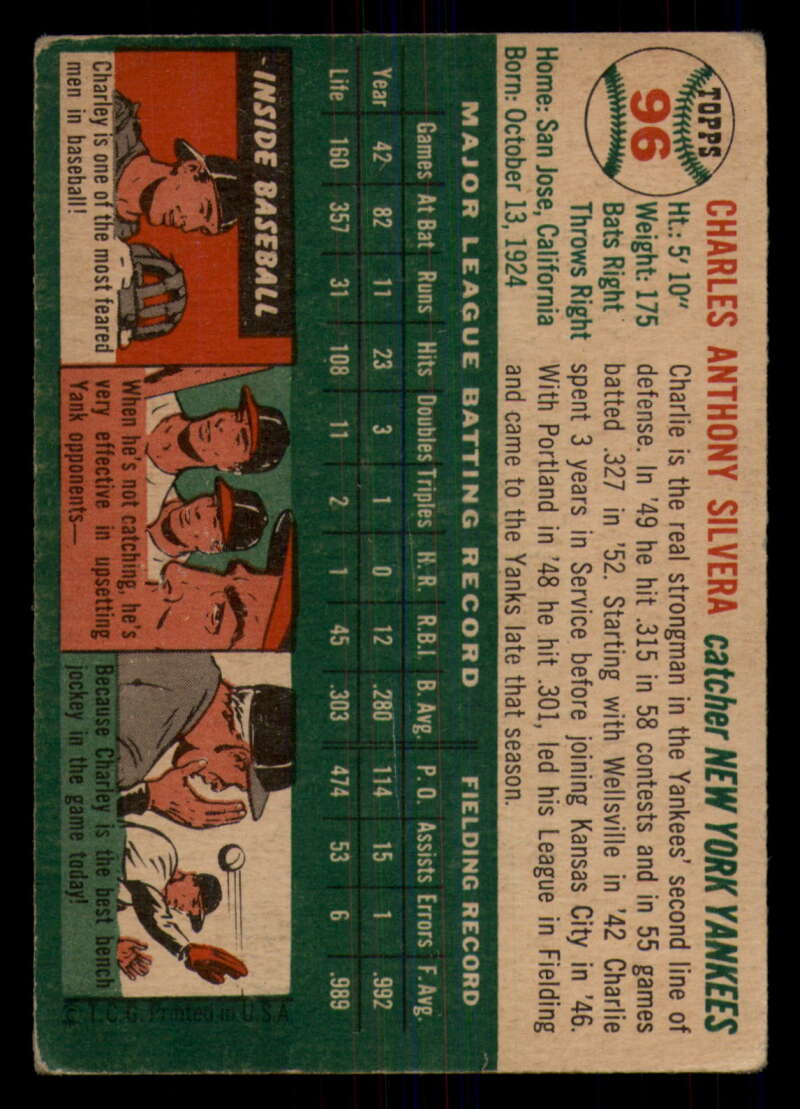 TOPPS
96
CHARLES ANTHONY SILVERA catcher NEW YORK YANKEES
Ht.: 5' 10"
Weight: 175
Bats Right
Throws Right
Home: San Jose, California
Born: October 13, 1924
Charlie is the real strongman in the Yankees' second line of
defense. In '49 he hit .315 in 58 contests and in 55 games
batted .327 in '52. Starting with Wellsville in '42 Charlie
spent 3 years in Service before joining Kansas City in '46.
With Portland in '48 he hit .301, led his League in Fielding
and came to the Yanks late that season.
MAJOR LEAGUE BATTING RECORD FIELDING RECORD
Games At Bat Runs Hits Doubles Triples H. R. R.B.I. B. Avg. P. O. Assists Errors F. Avg.
Year 42 82 11 23 3 1 0 12 .280 114 15 1 .992
Life 160 357 31 108 11 2 1 45 .303 474 53 6 .989
INSIDE BASEBALL
Charley is one of the most feared
men in baseball!
When he's not catching, he's
very effective in upsetting
Yank opponents—
Because Charley is the best bench
jockey in the game today!
© T.C.G. Printed in U.S.A